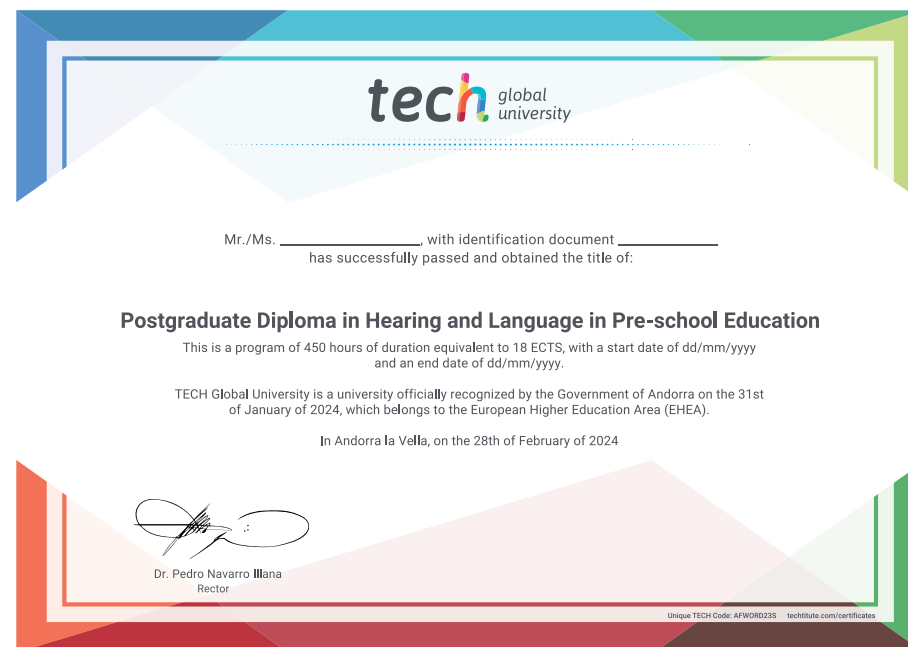 tech global
university
Mr./Ms. ____________________, with identification document ______________
has successfully passed and obtained the title of:
Postgraduate Diploma in Hearing and Language in Pre-school Education
This is a program of 450 hours of duration equivalent to 18 ECTS, with a start date of dd/mm/yyyy
and an end date of dd/mm/yyyy.
TECH Global University is a university officially recognized by the Government of Andorra on the 31st
of January of 2024, which belongs to the European Higher Education Area (EHEA).
In Andorra la Vella, on the 28th of February of 2024
Dr. Pedro Navarro Illana
Rector
Unique TECH Code: AFWORD23S techtitute.com/certificates